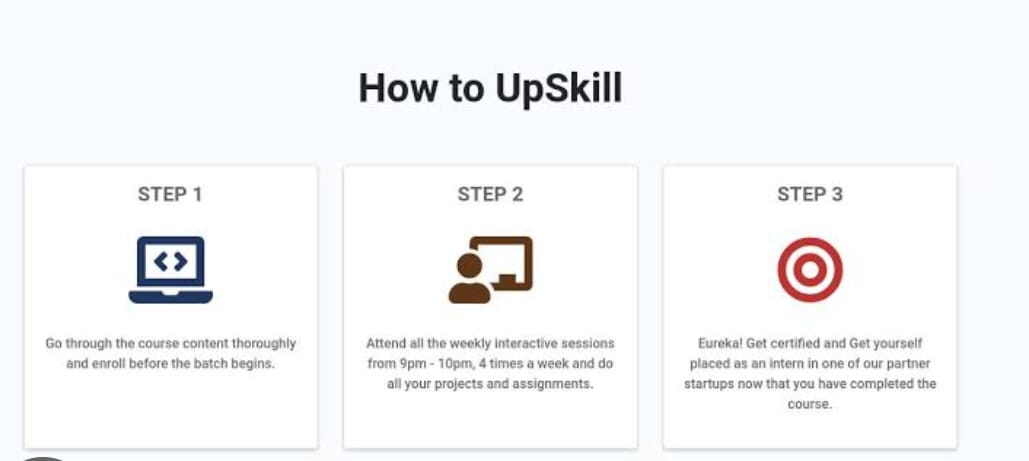 How to UpSkill
STEP 1
Go through the course content thoroughly
and enroll before the batch begins.
STEP 2
Attend all the weekly interactive sessions
from 9pm - 10pm, 4 times a week and do
all your projects and assignments.
STEP 3
Eureka! Get certified and Get yourself
placed as an intern in one of our partner
startups now that you have completed the
course.